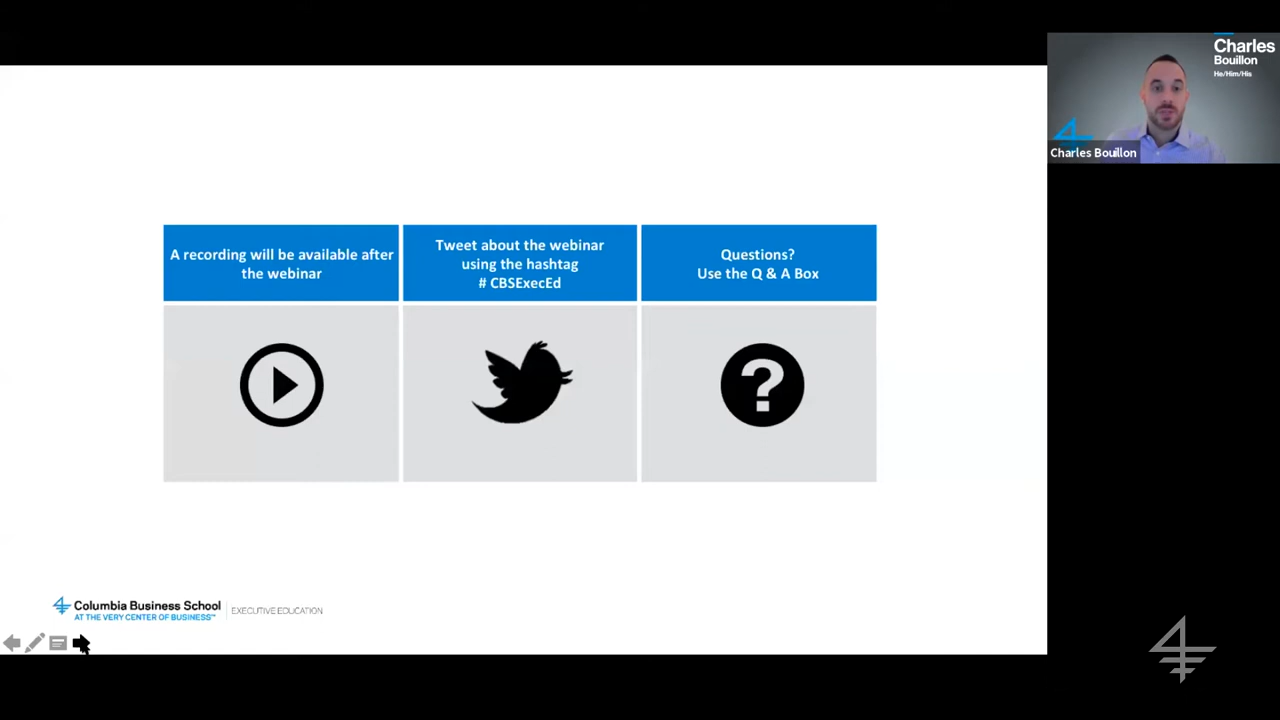 Charles
Bouillon
He/Him/His
Charles Bouillon
A recording will be available after
the webinar
Tweet about the webinar
using the hashtag
# CBSExecEd
Questions?
Use the Q & A Box
?
Columbia Business School
AT THE VERY CENTER OF BUSINESS™
EXECUTIVE EDUCATION